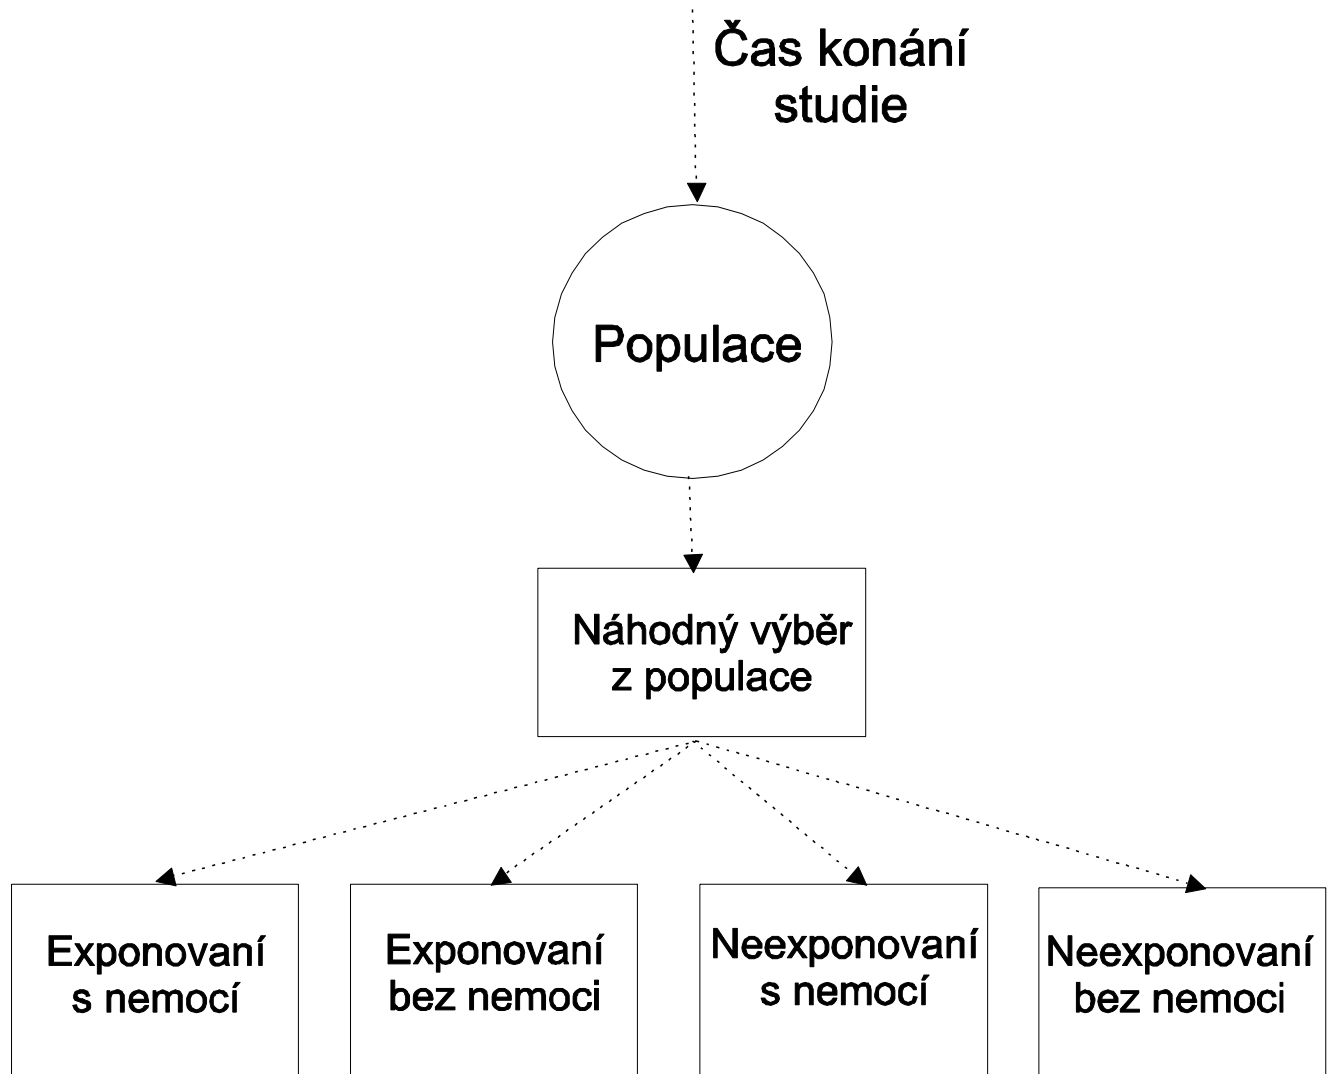 Čas konání
studie
Populace
Náhodný výběr
z populace
Exponovaní
s nemocí
Exponovaní
bez nemoci
Neexponovaní
s nemocí
Neexponovaní
bez nemoci